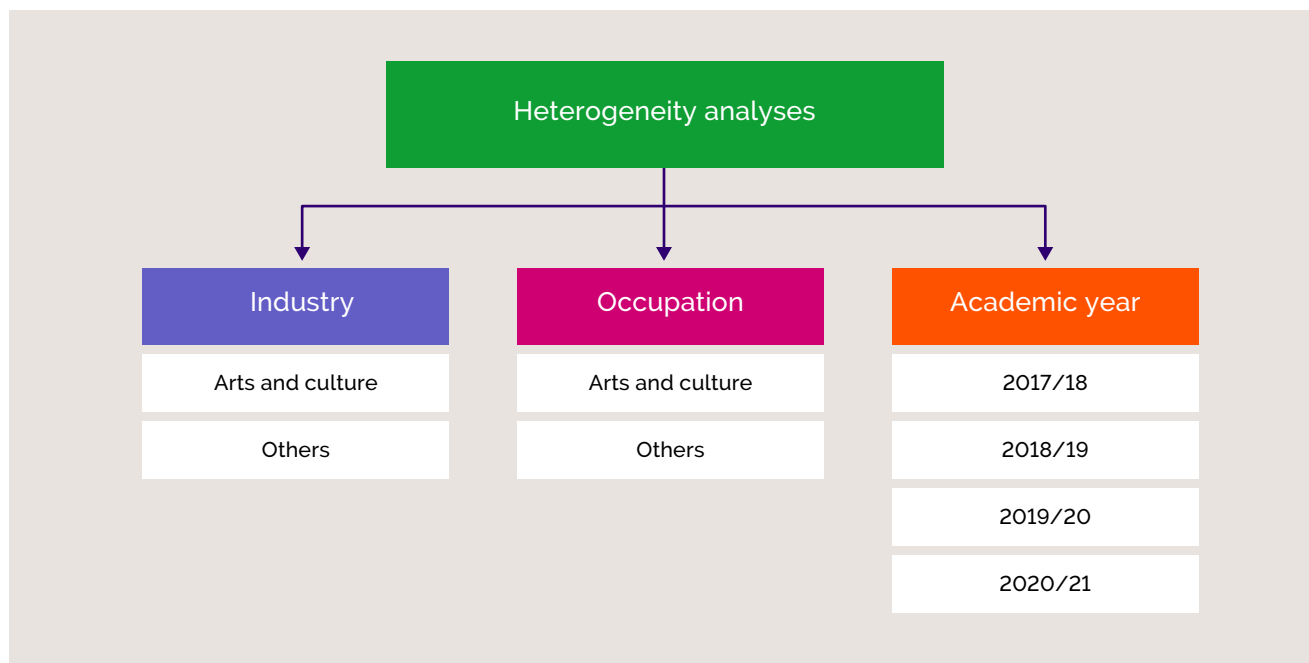 Heterogeneity analyses
Industry
Arts and culture
Others
Occupation
Arts and culture
Others
Academic year
2017/18
2018/19
2019/20
2020/21